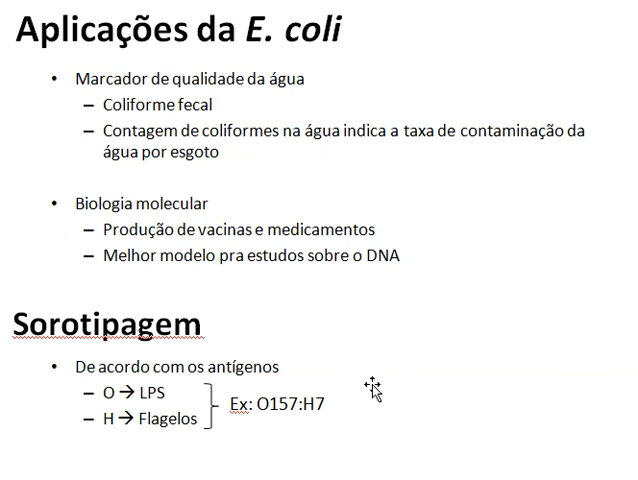 Aplicações da E. coli
• Marcador de qualidade da água
– Coliforme fecal
– Contagem de coliformes na água indica a taxa de contaminação da
água por esgoto
• Biologia molecular
– Produção de vacinas e medicamentos
– Melhor modelo pra estudos sobre o DNA
Sorotipagem
• De acordo com os antígenos
– O → LPS
– H → Flagelos
Ex: O157:H7